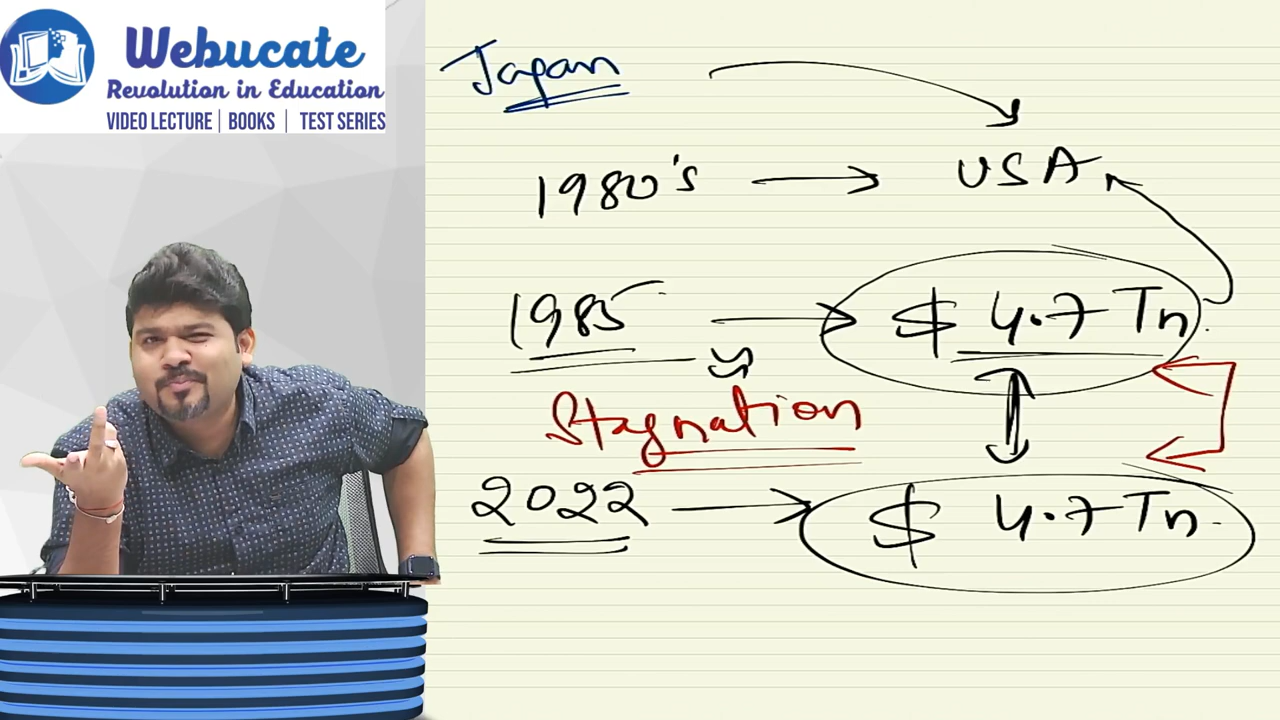 Webucate
Revolution in Education
VIDEO LECTURE | BOOKS | TEST SERIES
Japan
1980's → USA
1985 → $ 4.7 Tn
Stagnation
2022 → $ 4.7 Tn